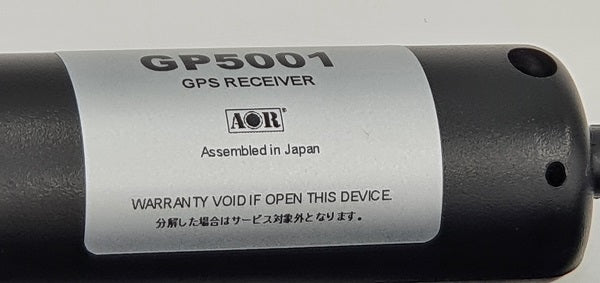 GP5001
GPS RECEIVER
AOR®
Assembled in Japan
WARRANTY VOID IF OPEN THIS DEVICE.
分解した場合はサービス対象外となります。